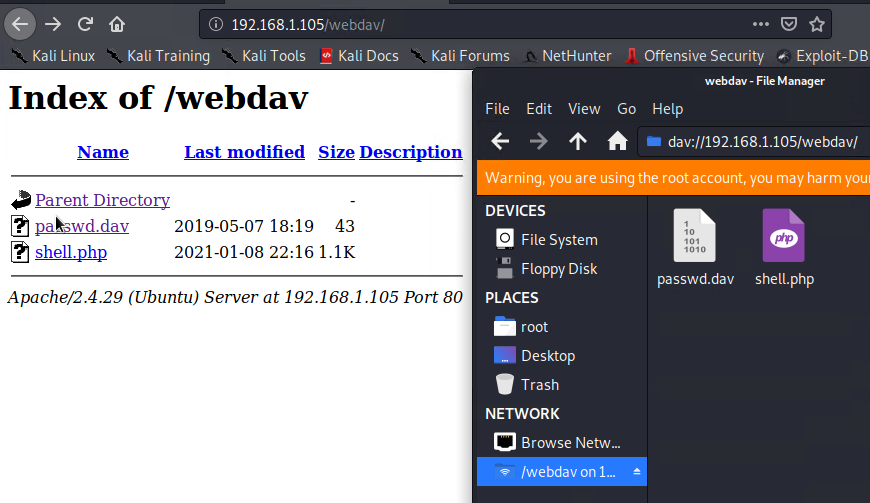 192.168.1.105/webdav/
Kali Linux Kali Training Kali Tools Kali Docs Kali Forums NetHunter Offensive Security Exploit-DB
Index of /webdav
Name Last modified Size Description
Parent Directory -
passwd.dav 2019-05-07 18:19 43
shell.php 2021-01-08 22:16 1.1K
Apache/2.4.29 (Ubuntu) Server at 192.168.1.105 Port 80
webdav - File Manager
File Edit View Go Help
dav://192.168.1.105/webdav/
Warning, you are using the root account, you may harm your
DEVICES
File System
Floppy Disk
PLACES
root
Desktop
Trash
NETWORK
Browse Netw...
/webdav on 1...
1
10
101
1010
passwd.dav
php
shell.php